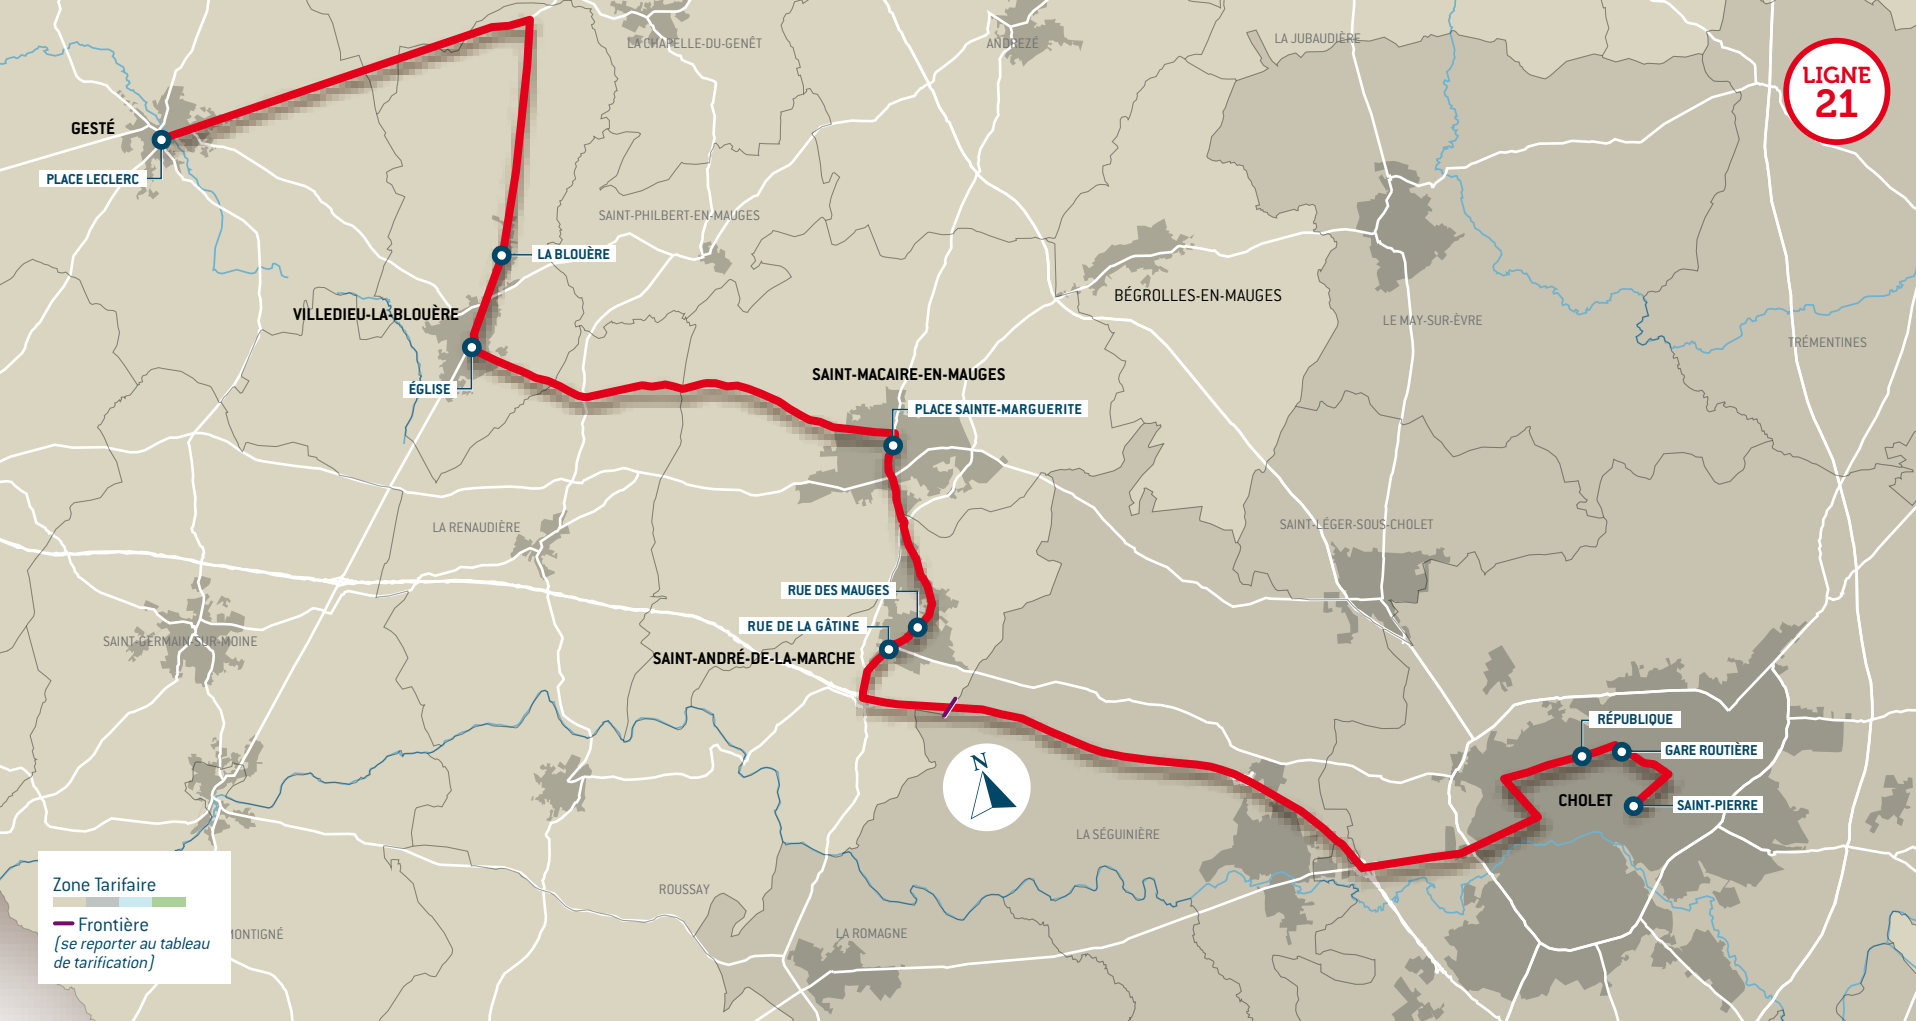 LA CHAPELLE-DU-GENÊT
ANDREZÉ
LA JUBAUDIÈRE
LIGNE
21
GESTÉ
PLACE LECLERC
SAINT-PHILBERT-EN-MAUGES
LA BLOUÈRE
VILLEDIEU-LA-BLOUÈRE
BÉGROLLES-EN-MAUGES
LE MAY-SUR-ÈVRE
TRÉMENTINES
ÉGLISE
SAINT-MACAIRE-EN-MAUGES
PLACE SAINTE-MARGUERITE
LA RENAUDIÈRE
SAINT-LÉGER-SOUS-CHOLET
RUE DES MAUGES
RUE DE LA GÂTINE
SAINT-GERMAIN-SUR-MOINE
SAINT-ANDRÉ-DE-LA-MARCHE
RÉPUBLIQUE
GARE ROUTIÈRE
N
CHOLET
SAINT-PIERRE
LA SÉGUINIÈRE
ROUSSAY
LA ROMAGNE
MONTIGNÉ
Zone Tarifaire
Frontière
(se reporter au tableau
de tarification)